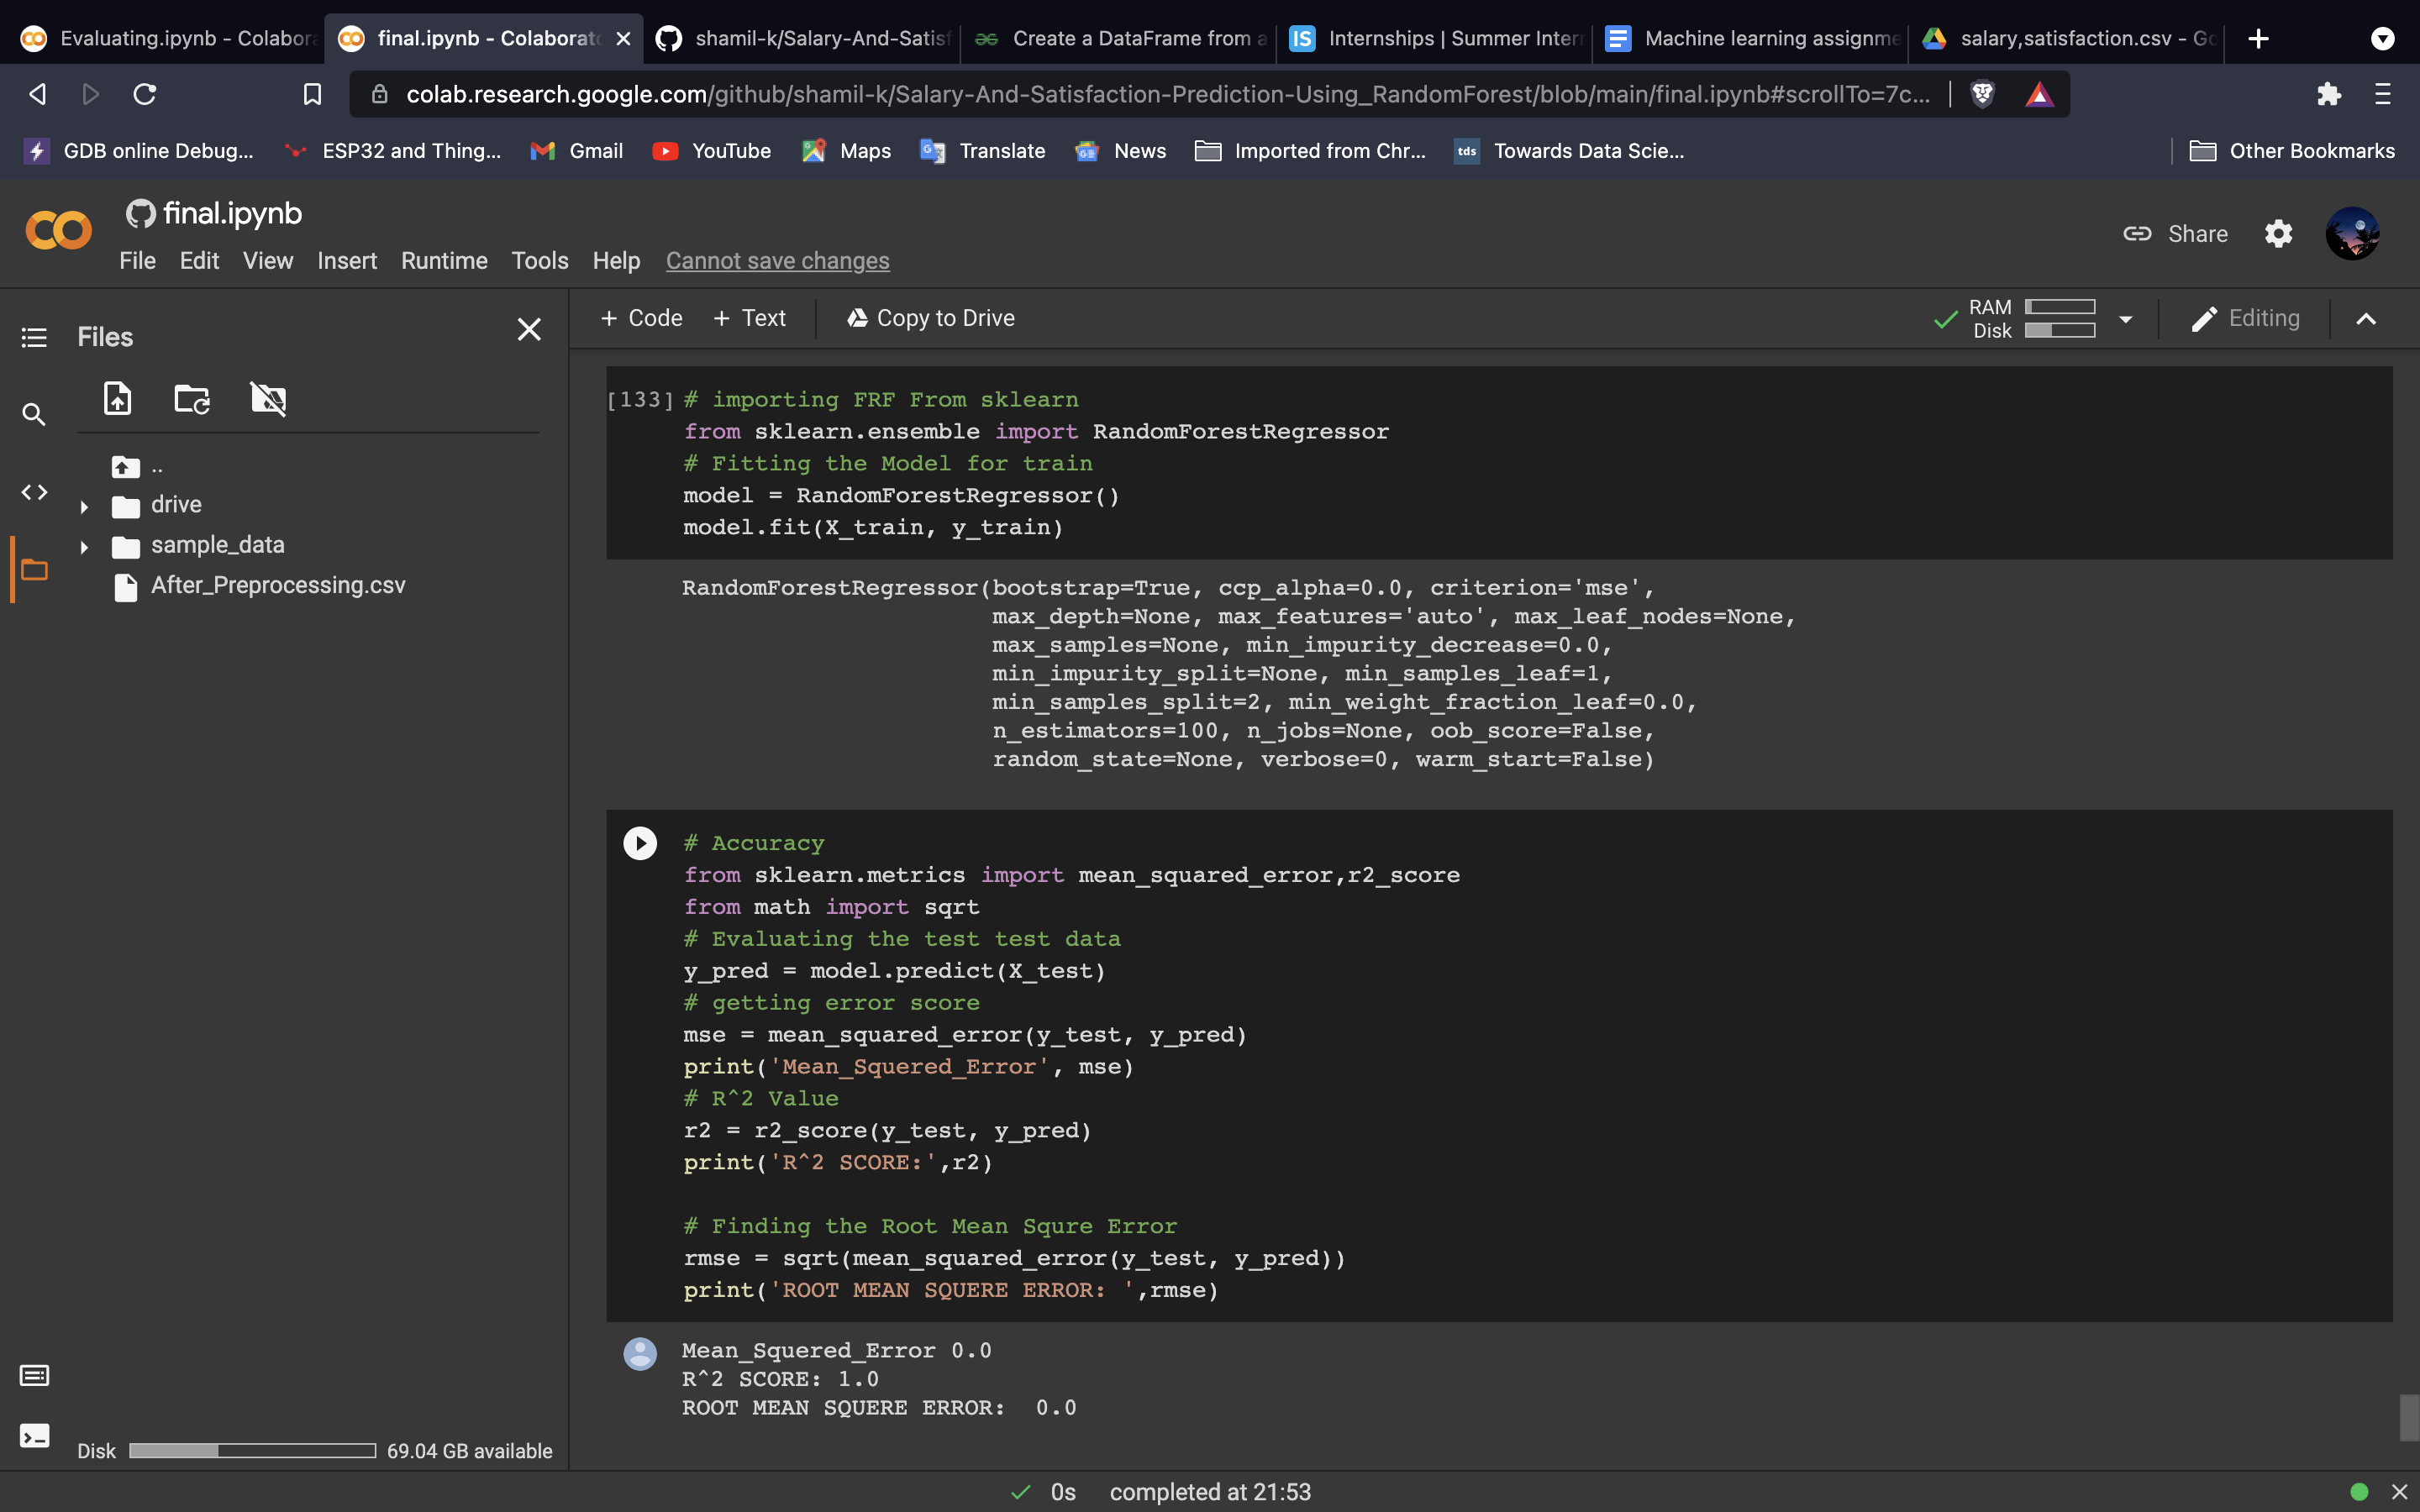 Evaluating.ipynb - Colabora
final.ipynb - Colaborato
shamil-k/Salary-And-Satisf
Create a DataFrame from a
IS Internships | Summer Intern
Machine learning assignme
salary,satisfaction.csv - Go
colab.research.google.com/github/shamil-k/Salary-And-Satisfaction-Prediction-Using_RandomForest/blob/main/final.ipynb#scrollTo=7c...
GDB online Debug...
ESP32 and Thing...
Gmail
YouTube
Maps
Translate
News
Imported from Chr...
tds Towards Data Scie...
Other Bookmarks
final.ipynb
File Edit View Insert Runtime Tools Help Cannot save changes
Share
Files
+ Code + Text Copy to Drive
RAM
Disk
Editing
..
drive
sample_data
After_Preprocessing.csv
Disk 69.04 GB available
[133] # importing FRF From sklearn
from sklearn.ensemble import RandomForestRegressor
# Fitting the Model for train
model = RandomForestRegressor()
model.fit(X_train, y_train)
RandomForestRegressor(bootstrap=True, ccp_alpha=0.0, criterion='mse',
max_depth=None, max_features='auto', max_leaf_nodes=None,
max_samples=None, min_impurity_decrease=0.0,
min_impurity_split=None, min_samples_leaf=1,
min_samples_split=2, min_weight_fraction_leaf=0.0,
n_estimators=100, n_jobs=None, oob_score=False,
random_state=None, verbose=0, warm_start=False)
# Accuracy
from sklearn.metrics import mean_squared_error,r2_score
from math import sqrt
# Evaluating the test test data
y_pred = model.predict(X_test)
# getting error score
mse = mean_squared_error(y_test, y_pred)
print('Mean_Squered_Error', mse)
# R^2 Value
r2 = r2_score(y_test, y_pred)
print('R^2 SCORE:',r2)
# Finding the Root Mean Squre Error
rmse = sqrt(mean_squared_error(y_test, y_pred))
print('ROOT MEAN SQUERE ERROR: ',rmse)
Mean_Squered_Error 0.0
R^2 SCORE: 1.0
ROOT MEAN SQUERE ERROR:  0.0
0s completed at 21:53